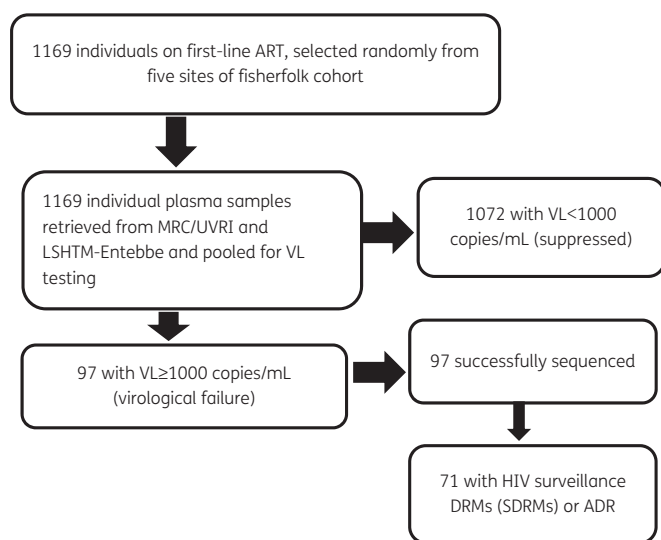 1169 individuals on first-line ART, selected randomly from
five sites of fisherfolk cohort
1169 individual plasma samples
retrieved from MRC/UVRI and
LSHTM-Entebbe and pooled for VL
testing
1072 with VL<1000
copies/mL (suppressed)
97 with VL≥1000 copies/mL
(virological failure)
97 successfully sequenced
71 with HIV surveillance
DRMs (SDRMs) or ADR